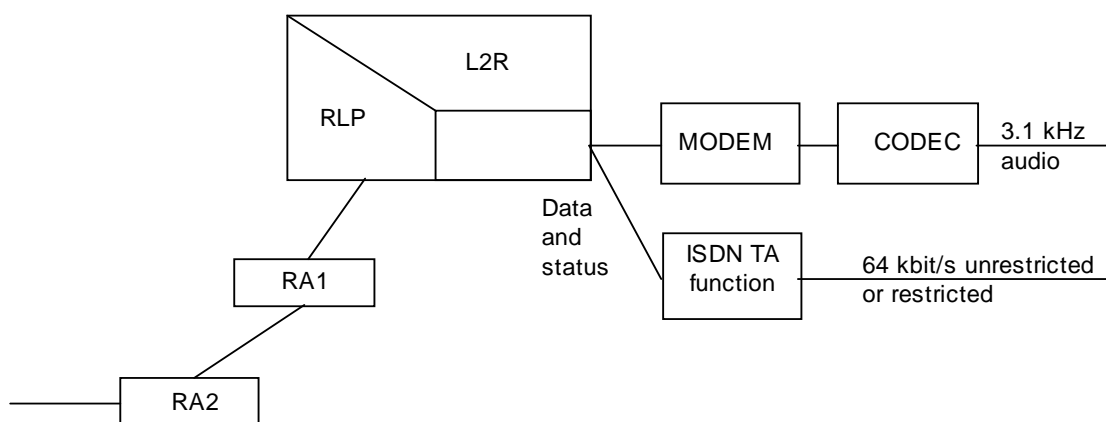 L2R
RLP
MODEM
CODEC
3.1 kHz
audio
Data
and
status
ISDN TA
function
64 kbit/s unrestricted
or restricted
RA1
RA2